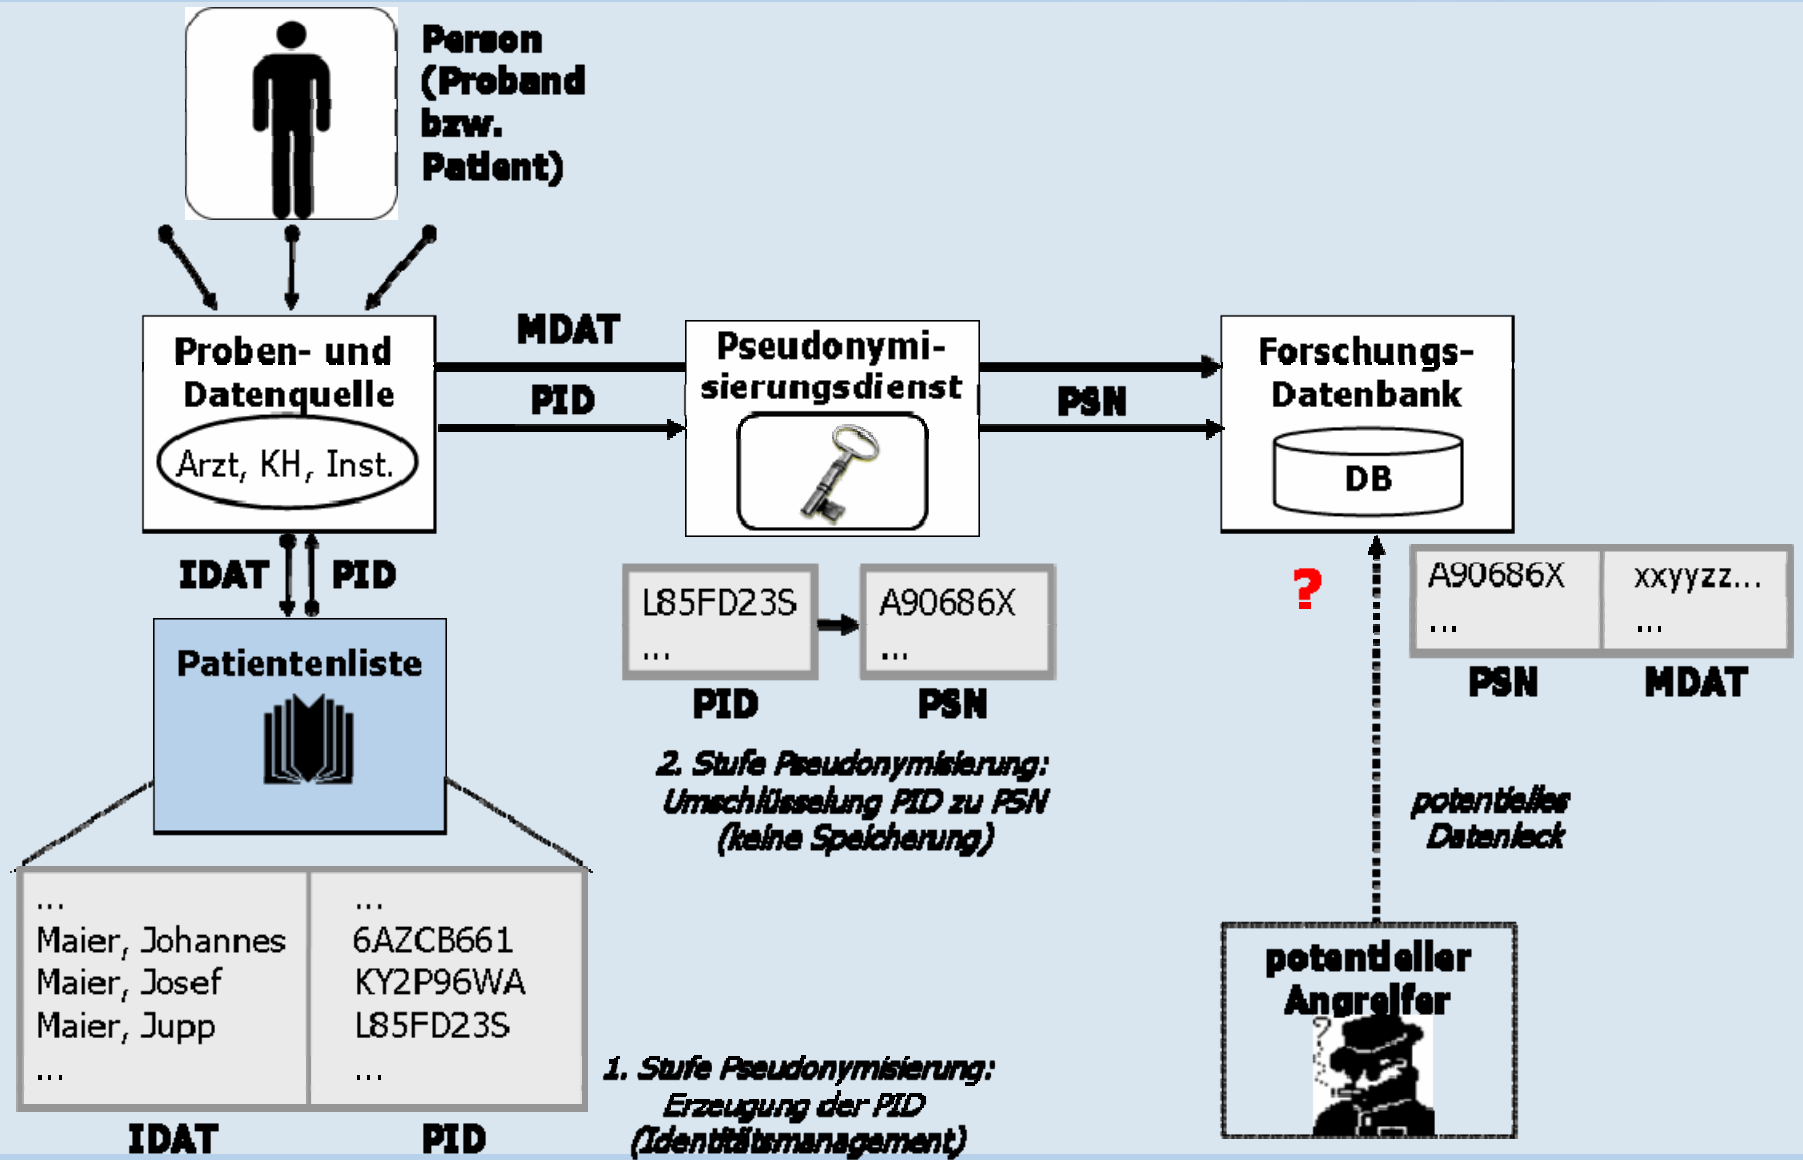 Person
(Proband
bzw.
Patient)
Proben- und
Datenquelle
Arzt, KH, Inst.
MDAT
PID
Pseudonymi-
sierungsdienst
PSN
Forschungs-
Datenbank
DB
IDAT
PID
Patientenliste
L85FD23S
...
A90686X
...
PID
PSN
?
A90686X
...
xxyyzz...
...
PSN
MDAT
2. Stufe Pseudonymisierung:
Umschlüsselung PID zu PSN
(keine Speicherung)
potentielles
Datenleck
... ...
Maier, Johannes 6AZCB661
Maier, Josef KY2P96WA
Maier, Jupp L85FD23S
... ...
IDAT PID
1. Stufe Pseudonymisierung:
Erzeugung der PID
(Identitätsmanagement)
potentieller
Angreifer
?